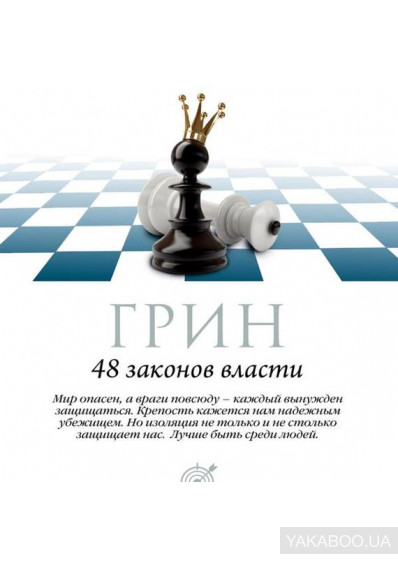 ГРИН
48 законов власти
Мир опасен, а враги повсюду – каждый вынужден
защищаться. Крепость кажется нам надежным
убежищем. Но изоляция не только и не столько
защищает нас. Лучше быть среди людей.
YAKABOO.UA